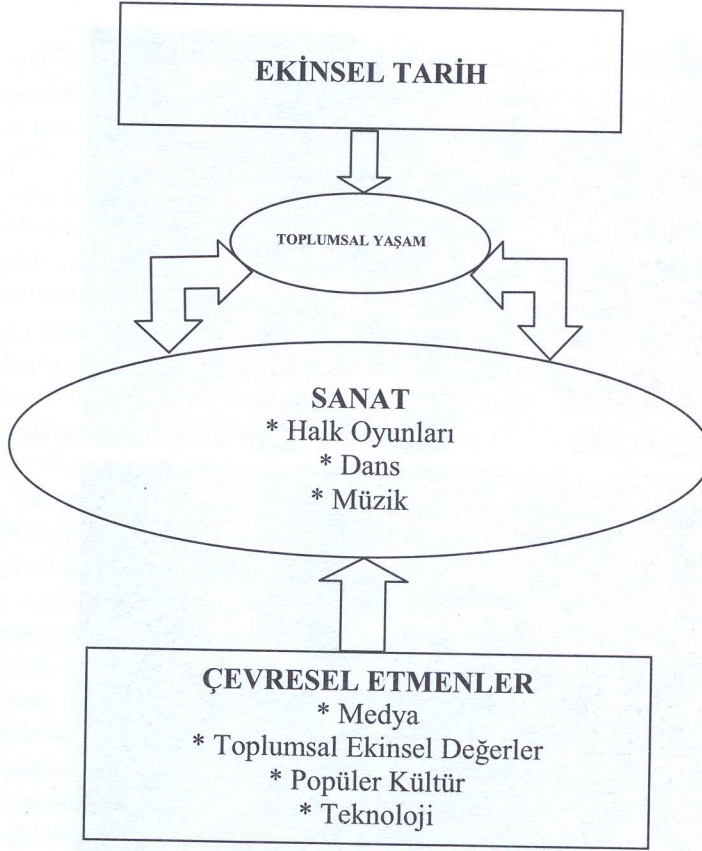 EKİNSEL TARİH
TOPLUMSAL YAŞAM
SANAT
* Halk Oyunları
* Dans
* Müzik
ÇEVRESEL ETMENLER
* Medya
* Toplumsal Ekinsel Değerler
* Popüler Kültür
* Teknoloji